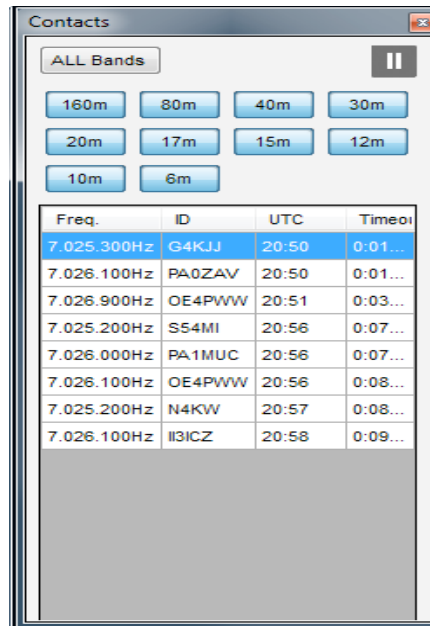 Contacts
ALL Bands
160m 80m 40m 30m
20m 17m 15m 12m
10m 6m
Freq. ID UTC Timeou
7.025.300Hz G4KJJ 20:50 0:01...
7.026.100Hz PA0ZAV 20:50 0:01...
7.026.900Hz OE4PWW 20:51 0:03...
7.025.200Hz S54MI 20:56 0:07...
7.026.000Hz PA1MUC 20:56 0:07...
7.026.100Hz OE4PWW 20:56 0:08...
7.025.200Hz N4KW 20:57 0:08...
7.026.100Hz II3ICZ 20:58 0:09...